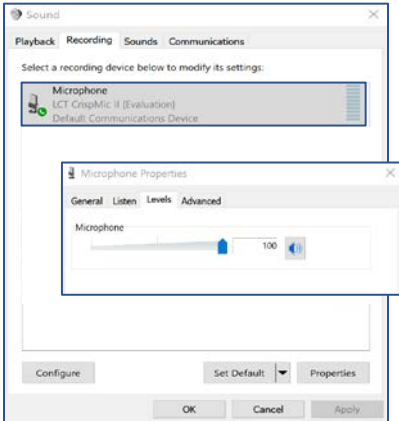 Sound
Playback Recording Sounds Communications
Select a recording device below to modify its settings:
Microphone
LCT CrispMic II (Evaluation)
Default Communications Device
Microphone Properties
General Listen Levels Advanced
Microphone
100
Configure Set Default Properties
OK Cancel Apply